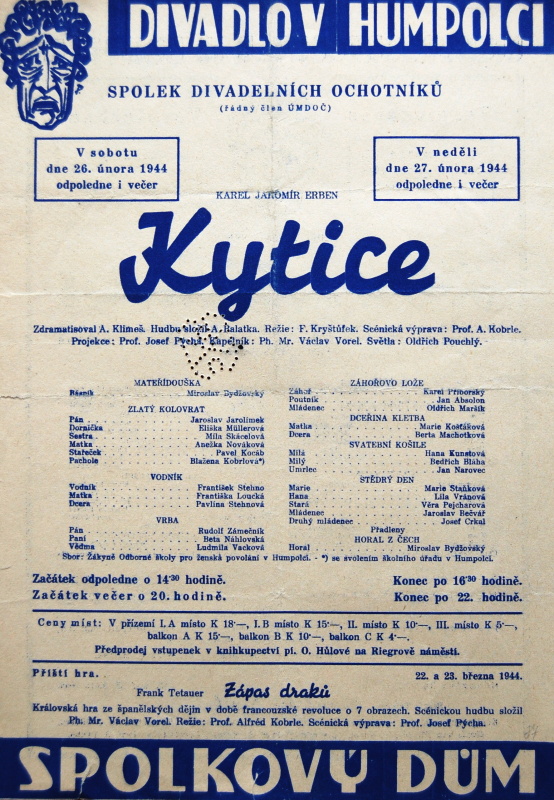 DIVADLO V HUMPOLCI
SPOLEK DIVADELNÍCH OCHOTNÍKŮ
(řádný člen ÚMDOČ)
V sobotu
dne 26. února 1944
odpoledne i večer
V neděli
dne 27. února 1944
odpoledne i večer
KAREL JAROMÍR ERBEN
Kytice
Zdramatisoval A. Klimeš. Hudbu složil A. Balatka. Režie: F. Kryštůfek. Scénická výprava: Prof. A. Kobrle.
Projekce: Prof. Josef Pýcha. Kapelník: Ph. Mr. Václav Vorel. Světla: Oldřich Pouchlý.
MATEŘÍDOUŠKA
Básník Miroslav Bydžovský
ZLATÝ KOLOVRAT
Pán Jaroslav Jarolímek
Dornička Eliška Müllerová
Sestra Míla Skácelová
Matka Anežka Nováková
Stařeček Pavel Kocáb
Pachole Blažena Kobrlová*)
VODNÍK
Vodník František Stehno
Matka Františka Loucká
Dcera Pavlína Stehnová
VRBA
Pán Rudolf Zámečník
Paní Beta Náhlovská
Vědma Ludmila Vacková
ZÁHOŘOVO LOŽE
Záhoř Karel Příborský
Poutník Jan Absolon
Mládenec Oldřich Maršík
DCEŘINA KLETBA
Matka Marie Košťáková
Dcera Berta Machotková
SVATEBNÍ KOŠILE
Milá Hana Kunstová
Milý Bedřich Bláha
Umrlec Jan Narovec
ŠTĚDRÝ DEN
Marie Marie Staňková
Hana Lila Vránová
Stará Věra Pejcharová
Mládenec Jaroslav Bečvář
Druhý mládenec Josef Crkal
Přadleny
HORAL Z ČECH
Horal Miroslav Bydžovský
Sbor: Žákyně Odborné školy pro ženská povolání v Humpolci. - *) se svolením školního úřadu v Humpolci.
Začátek odpoledne o 14·30 hodině.
Konec po 16·30 hodině.
Začátek večer o 20. hodině.
Konec po 22. hodině.
Ceny míst: V přízemí I. A místo K 18·—, I. B místo K 15·—, II. místo K 10·—, III. místo K 5·—,
balkon A K 15·—, balkon B K 10·—, balkon C K 4·—.
Předprodej vstupenek v knihkupectví pí. O. Hůlové na Riegrově náměstí.
Příští hra.
22. a 23. března 1944.
Frank Tetauer Zápas draků
Královská hra ze španělských dějin v době francouzské revoluce o 7 obrazech. Scénickou hudbu složil
Ph. Mr. Václav Vorel. Režie: Prof. Alfréd Kobrle. Scénická výprava: Prof. Josef Pýcha.
SPOLKOVÝ DŮM